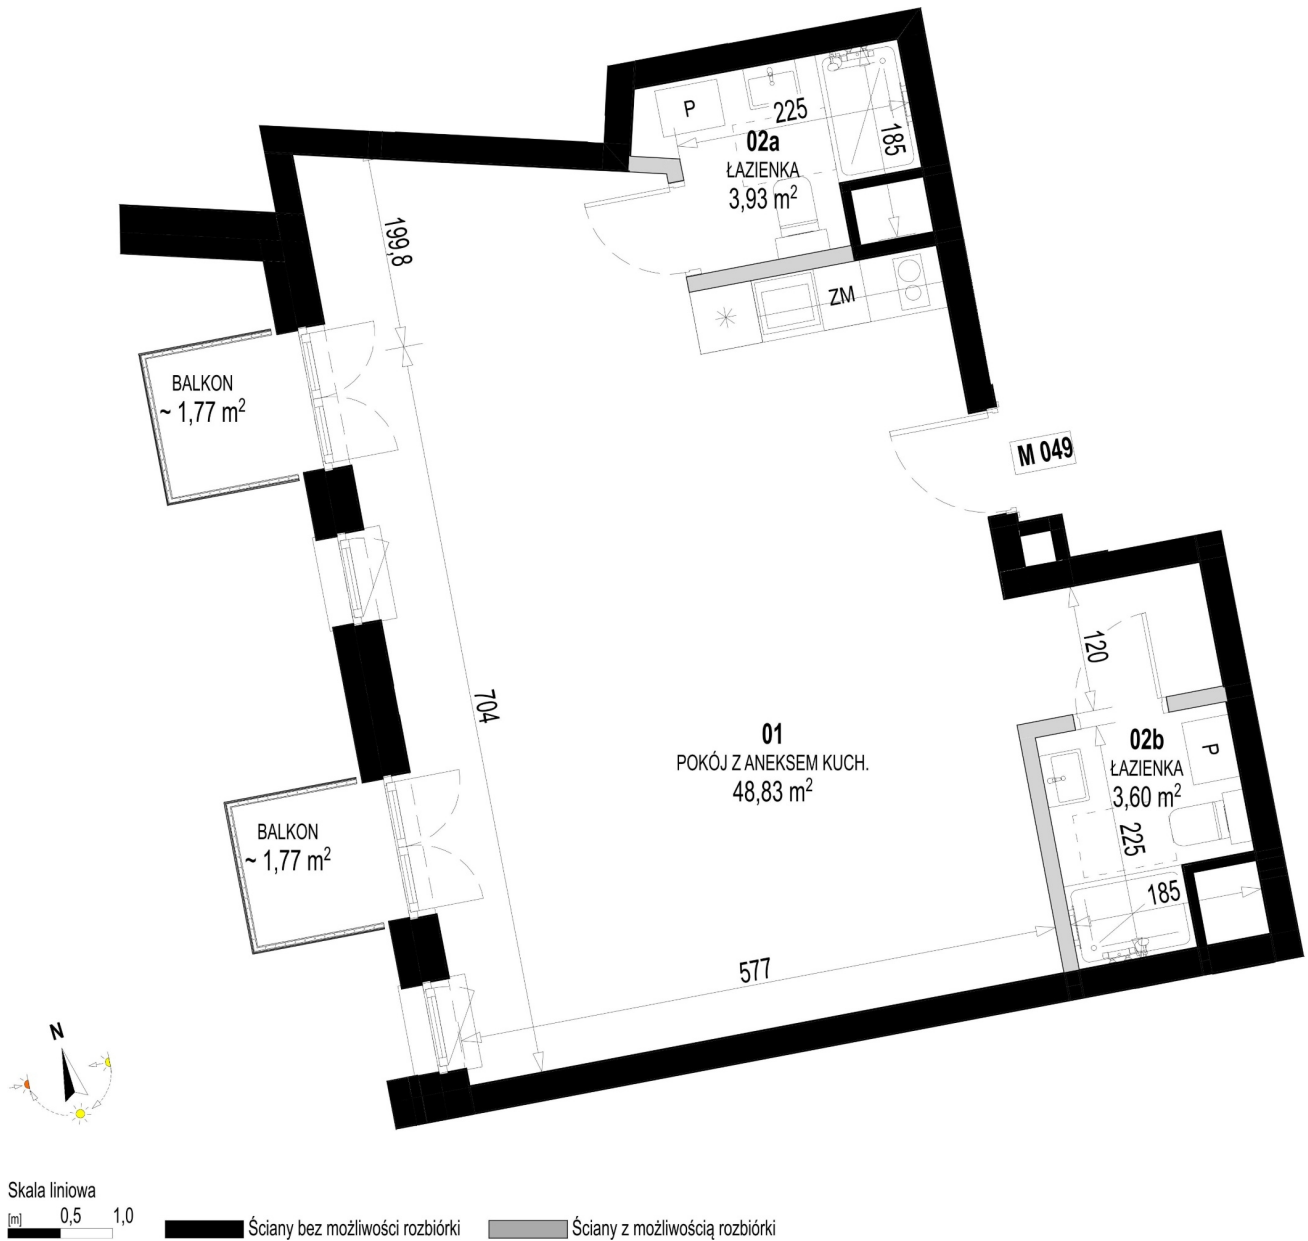 P
225
185
02a
ŁAZIENKA
3,93 m²
199,8
ZM
BALKON
~ 1,77 m²
M 049
120
704
01
POKÓJ Z ANEKSEM KUCH.
48,83 m²
02b
ŁAZIENKA
3,60 m²
P
225
185
BALKON
~ 1,77 m²
577
N
Skala liniowa
[m] 0,5 1,0
Ściany bez możliwości rozbiórki
Ściany z możliwością rozbiórki